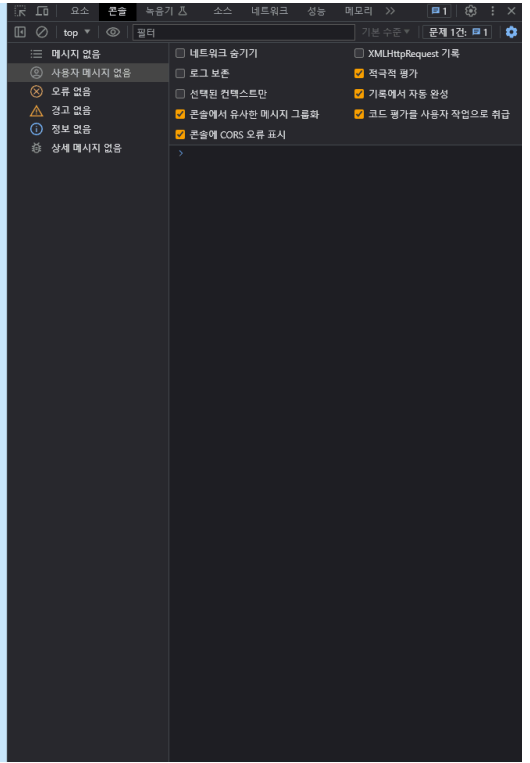 요소 콘솔 녹음기 소스 네트워크 성능 메모리 1
top 필터 기본 수준 문제 1건: 1
메시지 없음
사용자 메시지 없음
오류 없음
경고 없음
정보 없음
상세 메시지 없음
네트워크 숨기기 XMLHttpRequest 기록
로그 보존 적극적 평가
선택된 컨텍스트만 기록에서 자동 완성
콘솔에서 유사한 메시지 그룹화 코드 평가를 사용자 작업으로 취급
콘솔에 CORS 오류 표시